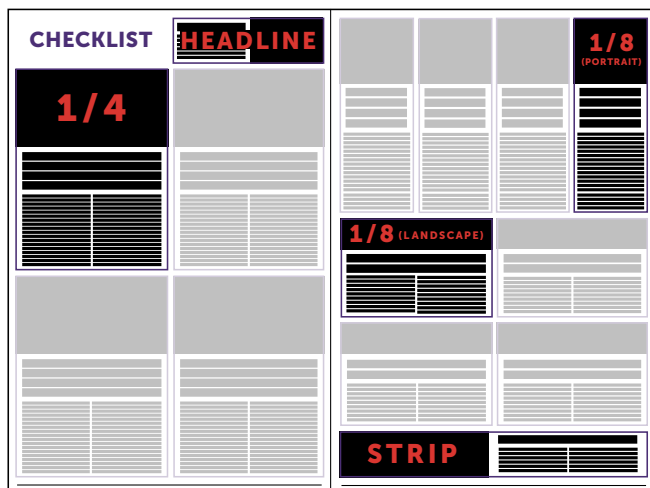 CHECKLIST
HEADLINE
1/4
1/8
(PORTRAIT)
1/8 (LANDSCAPE)
STRIP